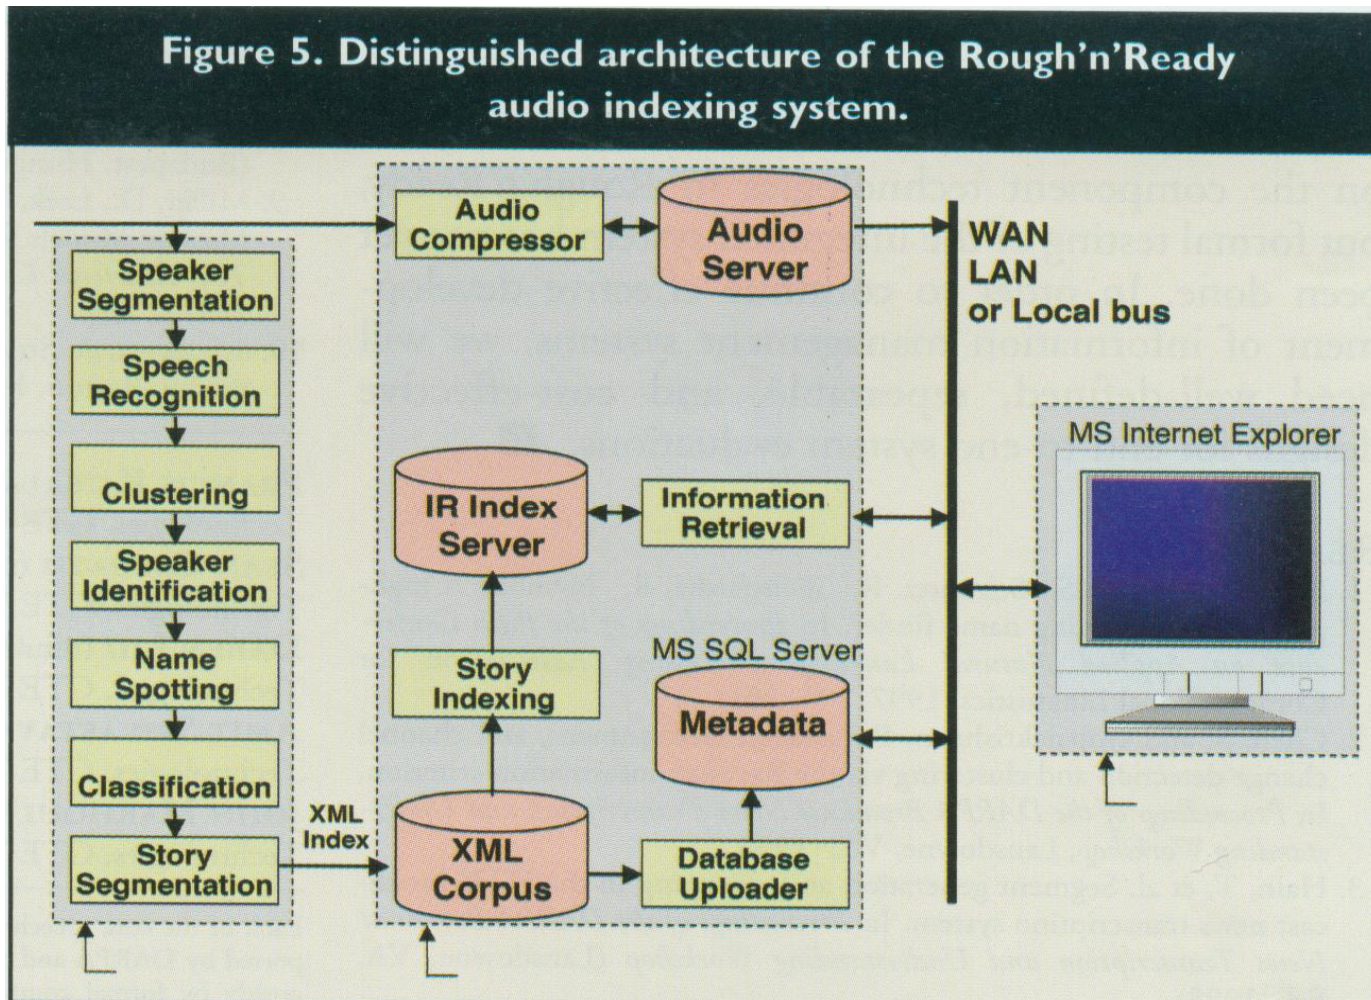 Figure 5. Distinguished architecture of the Rough'n'Ready
audio indexing system.
Audio
Compressor
Audio
Server
WAN
LAN
or Local bus
Speaker
Segmentation
Speech
Recognition
Clustering
Speaker
Identification
Name
Spotting
Classification
Story
Segmentation
XML
Index
IR Index
Server
Information
Retrieval
Story
Indexing
MS SQL Server
Metadata
XML
Corpus
Database
Uploader
MS Internet Explorer